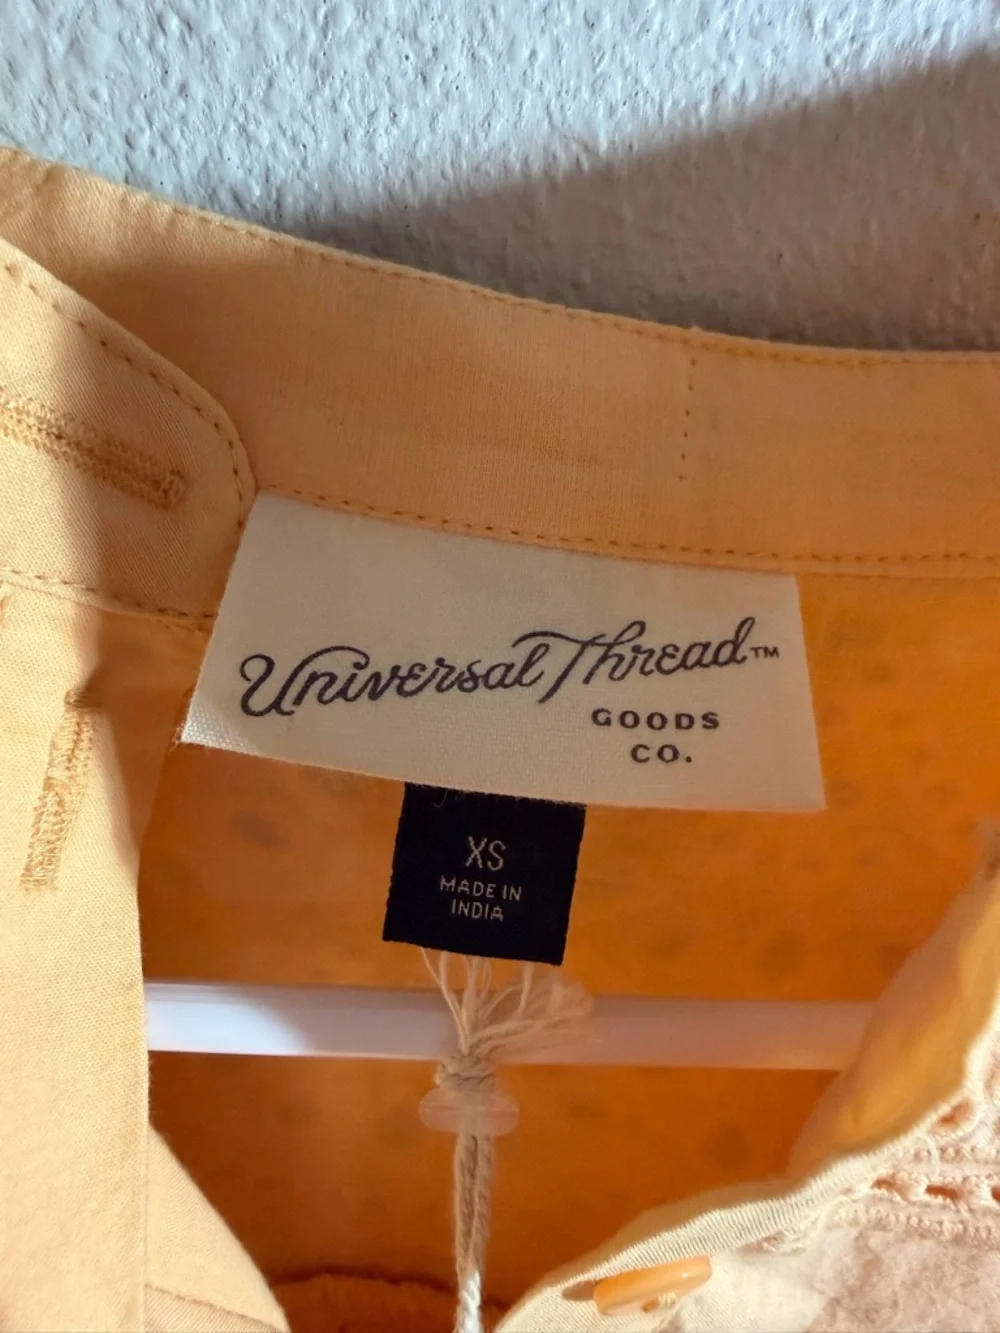 Universal Thread™
GOODS
CO.
XS
MADE IN
INDIA